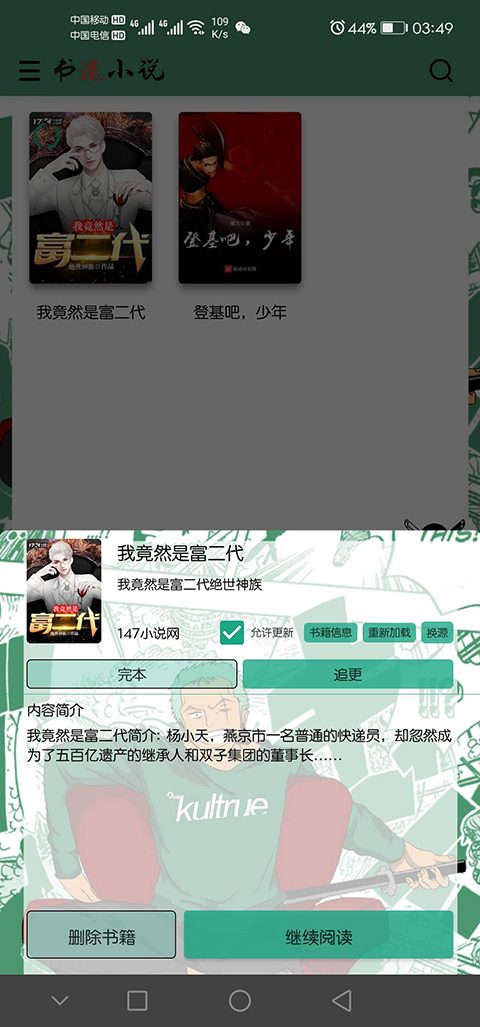 中国移动 HD 4G 4G 109 K/s 44% 03:49
中国电信 HD
书迷小说
我竟然是
富二代
绝世神族◎作品
登基吧，少年
我竟然是富二代
登基吧，少年
THIS!
我竟然是富二代
我竟然是富二代绝世神族
我竟然是
富二代
147小说网
允许更新
书籍信息
重新加载
换源
完本
追更
内容简介
我竟然是富二代简介: 杨小天，燕京市一名普通的快递员，却忽然成
为了五百亿遗产的继承人和双子集团的董事长……
kultrue
删除书籍
继续阅读